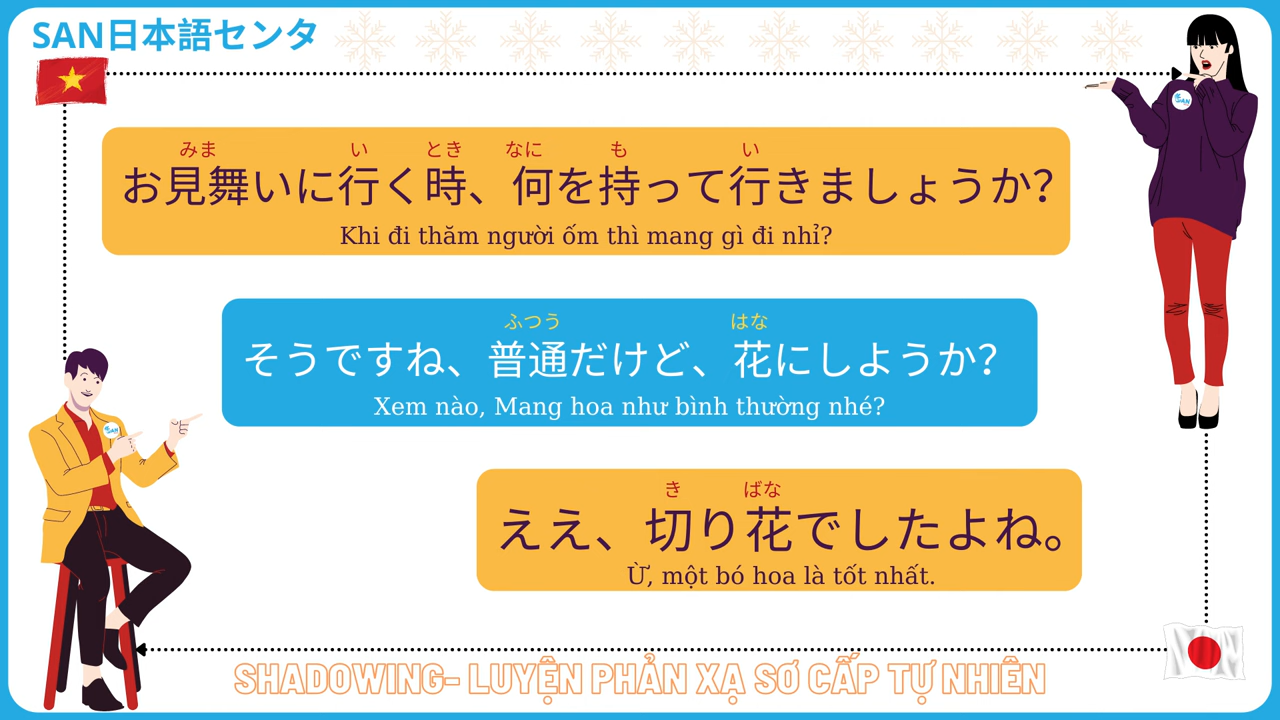 SAN日本語センタ
みま い とき なに も い
お見舞いに行く時、何を持って行きましょうか?
Khi đi thăm người ốm thì mang gì đi nhỉ?
ふつう はな
そうですね、普通だけど、花にしようか?
Xem nào, Mang hoa như bình thường nhé?
き ばな
ええ、切り花でしたよね。
Ừ, một bó hoa là tốt nhất.
SHADOWING- LUYỆN PHẢN XẠ SƠ CẤP TỰ NHIÊN
SAN
SAN